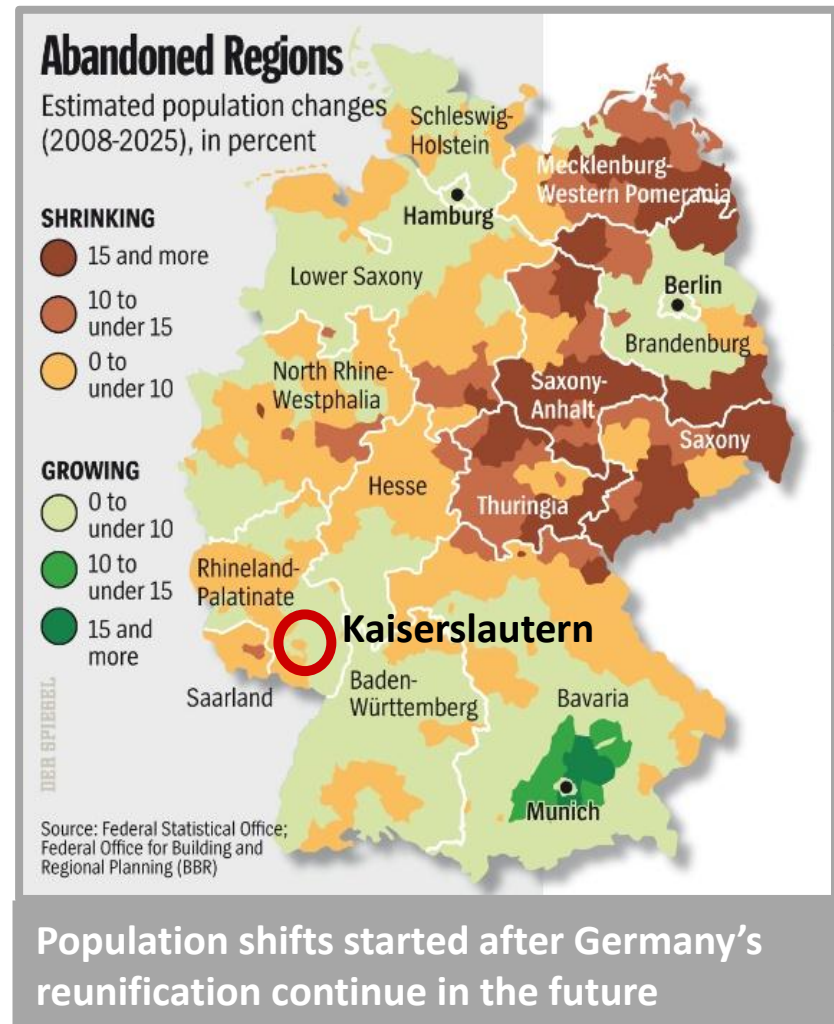 Abandoned Regions
Estimated population changes
(2008-2025), in percent
SHRINKING
15 and more
10 to
under 15
0 to
under 10
GROWING
0 to
under 10
10 to
under 15
15 and
more
Schleswig-
Holstein
Mecklenburg-
Western Pomerania
Hamburg
Lower Saxony
Berlin
Brandenburg
North Rhine-
Westphalia
Saxony-
Anhalt
Saxony
Hesse
Thuringia
Rhineland-
Palatinate
Kaiserslautern
Saarland
Baden-
Württemberg
Bavaria
Munich
DER SPIEGEL
Source: Federal Statistical Office;
Federal Office for Building and
Regional Planning (BBR)
Population shifts started after Germany’s
reunification continue in the future